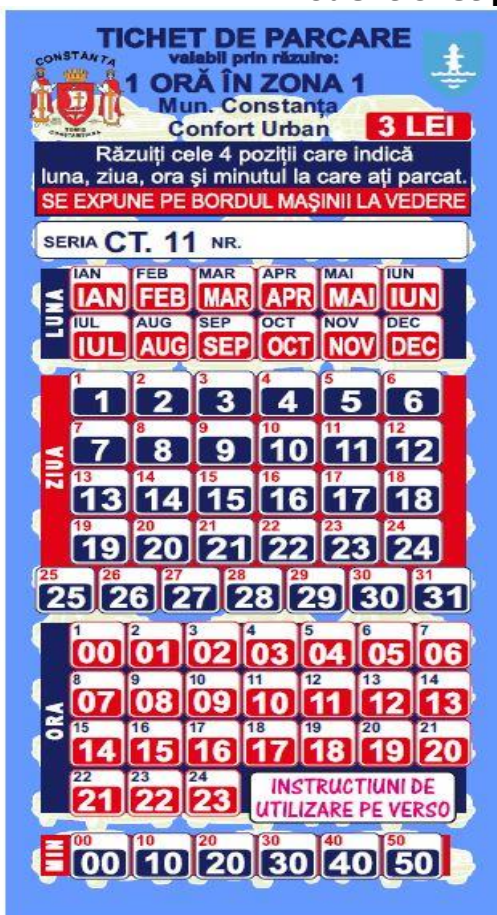 TICHET DE PARCARE
CONSTANȚA
valabil prin răzuire:
1 ORĂ ÎN ZONA 1
Mun. Constanța
Confort Urban
3 LEI
Răzuiți cele 4 poziții care indică
luna, ziua, ora și minutul la care ați parcat.
SE EXPUNE PE BORDUL MAȘINII LA VEDERE
SERIA CT. 11 NR.
LUNA
IAN FEB MAR APR MAI IUN
IAN FEB MAR APR MAI IUN
IUL AUG SEP OCT NOV DEC
IUL AUG SEP OCT NOV DEC
ZIUA
1 2 3 4 5 6
1 2 3 4 5 6
7 8 9 10 11 12
7 8 9 10 11 12
13 14 15 16 17 18
13 14 15 16 17 18
19 20 21 22 23 24
19 20 21 22 23 24
25 26 27 28 29 30 31
25 26 27 28 29 30 31
ORA
1 2 3 4 5 6 7
00 01 02 03 04 05 06
8 9 10 11 12 13 14
07 08 09 10 11 12 13
15 16 17 18 19 20 21
14 15 16 17 18 19 20
22 23 24
21 22 23
INSTRUCTIUNI DE
UTILIZARE PE VERSO
MIN
00 10 20 30 40 50
00 10 20 30 40 50